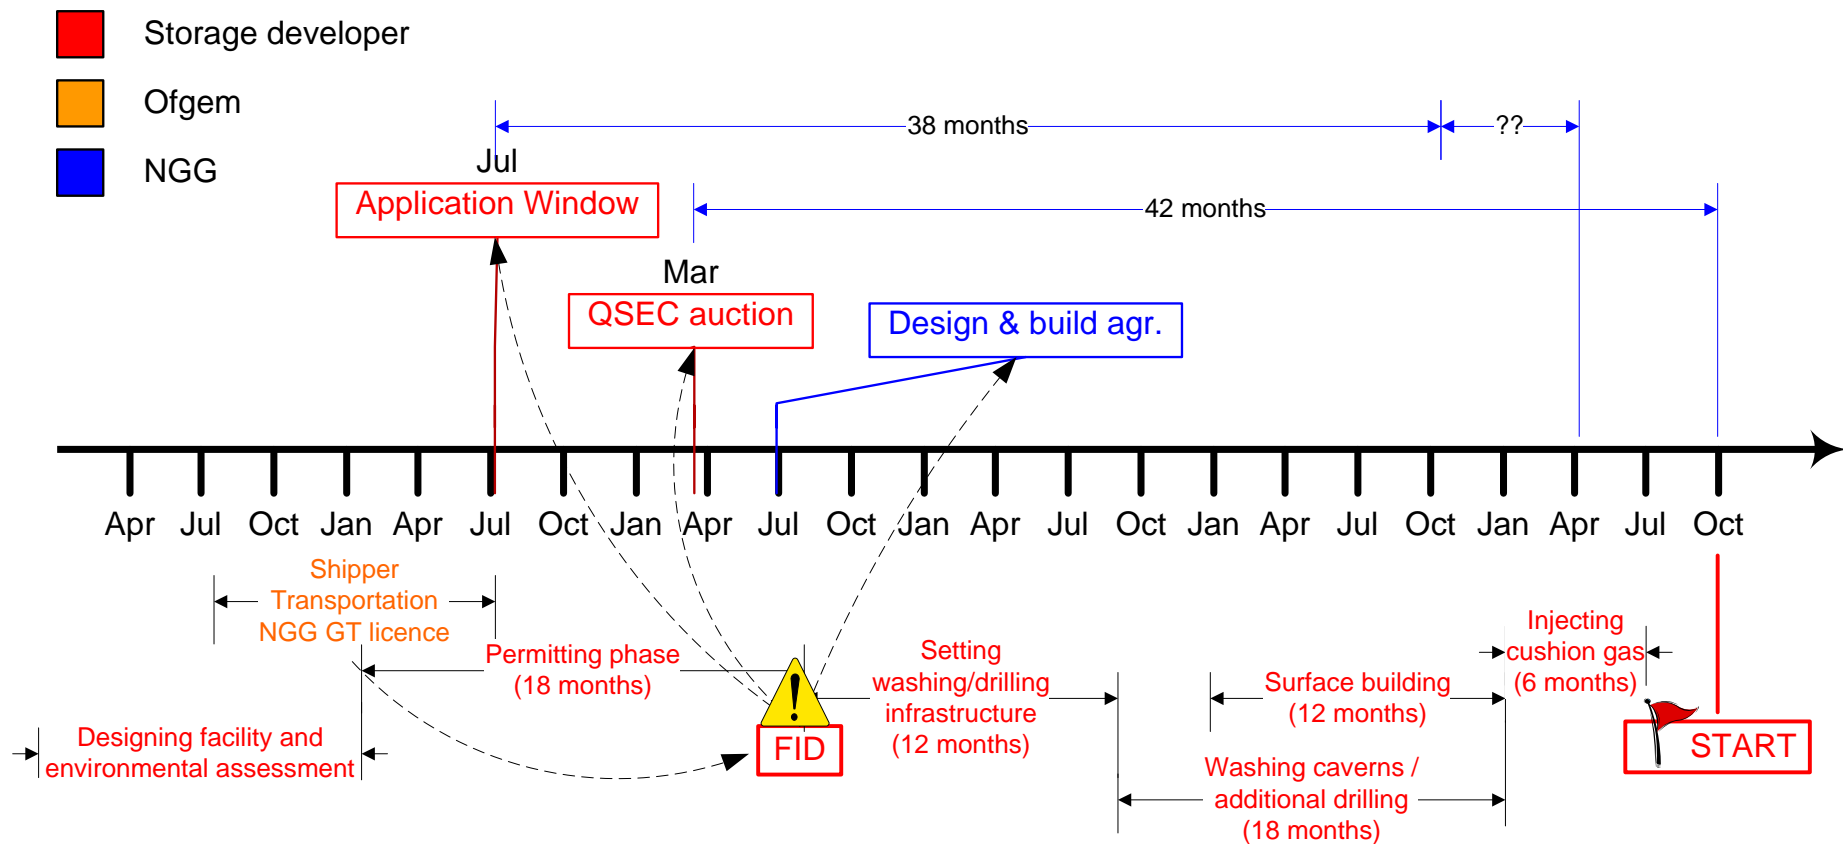 Storage developer
Ofgem
NGG
38 months
??
Jul
Application Window
42 months
Mar
QSEC auction
Design & build agr.
Apr Jul Oct Jan Apr Jul Oct Jan Apr Jul Oct Jan Apr Jul Oct Jan Apr Jul Oct Jan Apr Jul Oct
Shipper
Transportation
NGG GT licence
Permitting phase
(18 months)
Designing facility and
environmental assessment
!
FID
Setting
washing/drilling
infrastructure
(12 months)
Surface building
(12 months)
Washing caverns /
additional drilling
(18 months)
Injecting
cushion gas
(6 months)
START